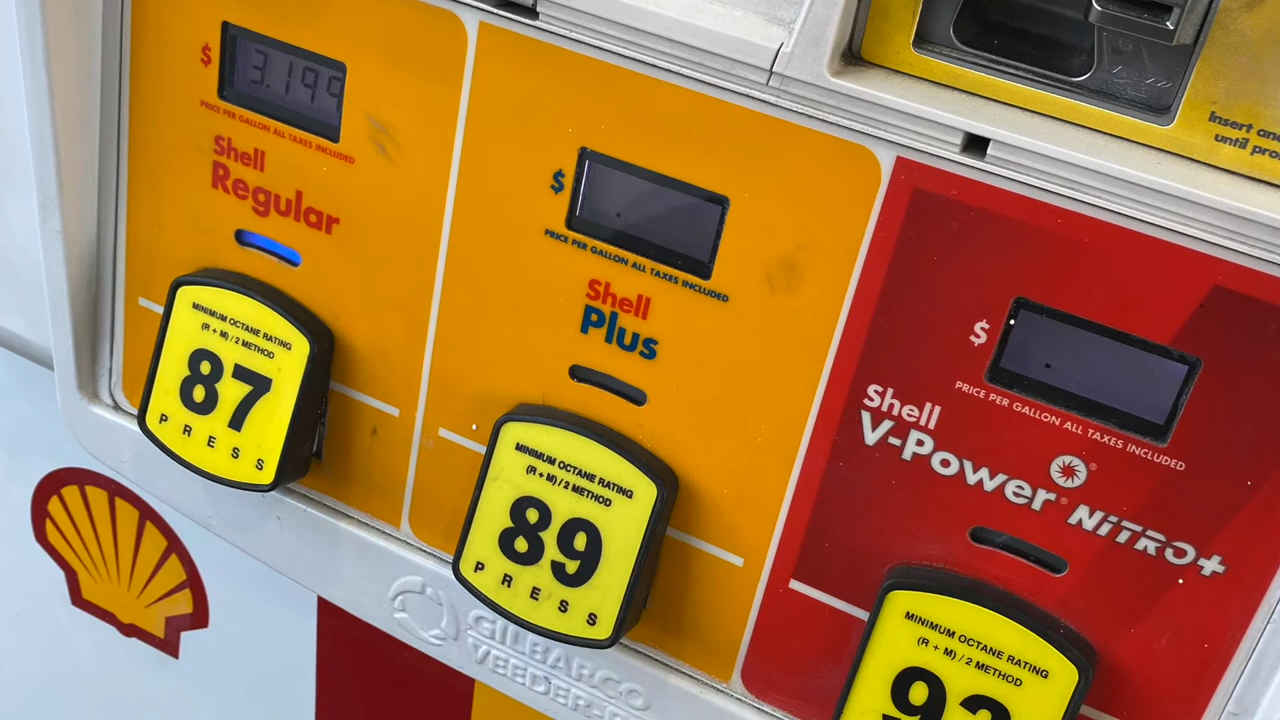 $ 3.199
PRICE PER GALLON ALL TAXES INCLUDED
Shell
Regular
MINIMUM OCTANE RATING
(R + M) / 2 METHOD
87
PRESS
$
PRICE PER GALLON ALL TAXES INCLUDED
Shell
Plus
MINIMUM OCTANE RATING
(R + M) / 2 METHOD
89
PRESS
$
PRICE PER GALLON ALL TAXES INCLUDED
Shell
V-Power® NiTRO+
MINIMUM OCTANE RATING
(R + M) / 2 METHOD
93
Insert an
until pro
GILBARCO
VEEDER-R